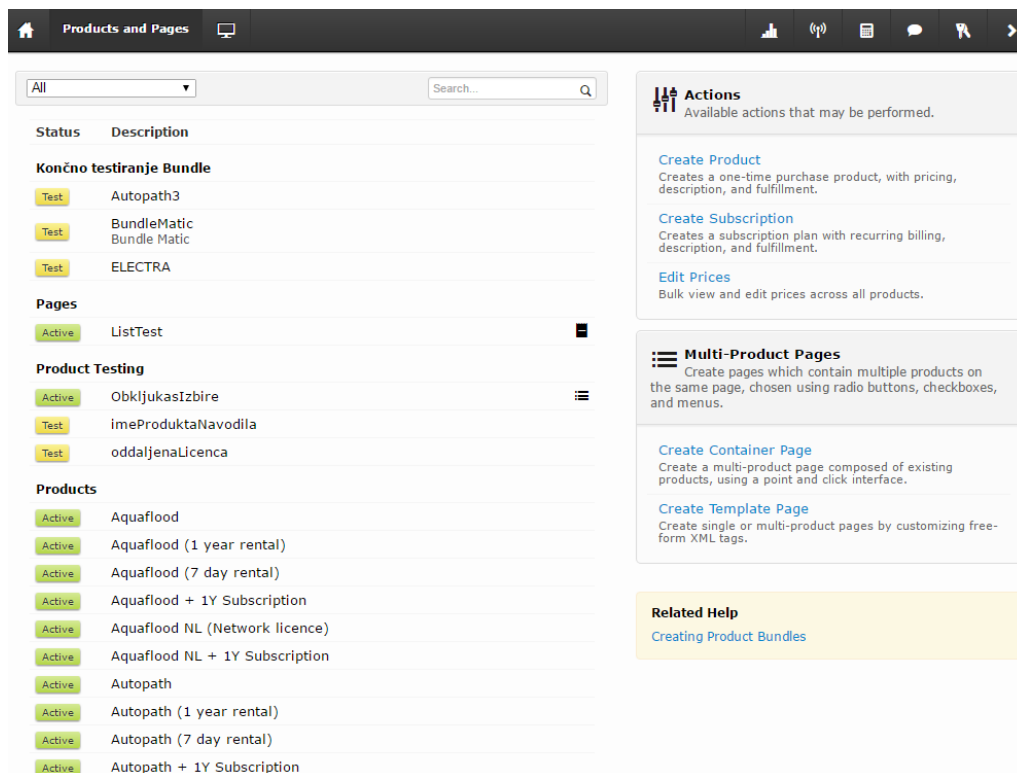 Products and Pages
All
Search...
Status Description
Končno testiranje Bundle
Test Autopath3
Test BundleMatic
Bundle Matic
Test ELECTRA
Pages
Active ListTest
Product Testing
Active ObkljukasIzbire
Test imeProduktaNavodila
Test oddaljenaLicenca
Products
Active Aquaflood
Active Aquaflood (1 year rental)
Active Aquaflood (7 day rental)
Active Aquaflood + 1Y Subscription
Active Aquaflood NL (Network licence)
Active Aquaflood NL + 1Y Subscription
Active Autopath
Active Autopath (1 year rental)
Active Autopath (7 day rental)
Active Autopath + 1Y Subscription
Actions
Available actions that may be performed.
Create Product
Creates a one-time purchase product, with pricing,
description, and fulfillment.
Create Subscription
Creates a subscription plan with recurring billing,
description, and fulfillment.
Edit Prices
Bulk view and edit prices across all products.
Multi-Product Pages
Create pages which contain multiple products on
the same page, chosen using radio buttons, checkboxes,
and menus.
Create Container Page
Create a multi-product page composed of existing
products, using a point and click interface.
Create Template Page
Create single or multi-product pages by customizing free-
form XML tags.
Related Help
Creating Product Bundles